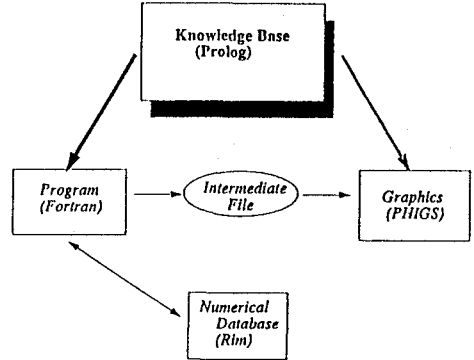 Knowledge Base
(Prolog)
Program
(Fortran)
Intermediate
File
Graphics
(PHIGS)
Numerical
Database
(Rim)